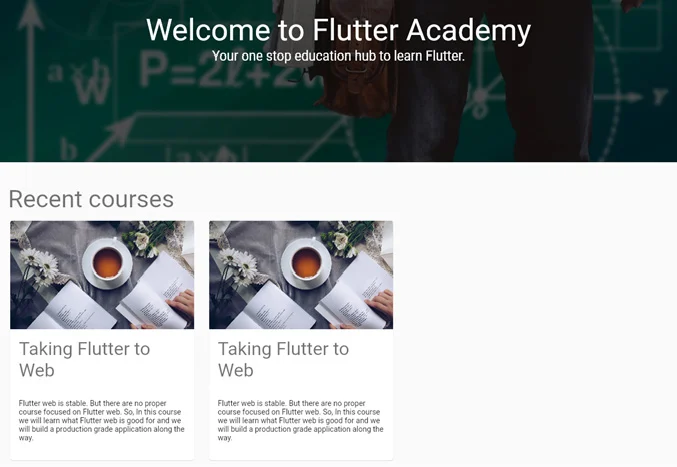 Welcome to Flutter Academy
Your one stop education hub to learn Flutter.
a×b
W
P=2ℓ+2w
b
|a×b|
O
Y
Recent courses
Taking Flutter to
Web
Flutter web is stable. But there are no proper
course focused on Flutter web. So, In this course
we will learn what Flutter web is good for and we
will build a production grade application along the
way.
Taking Flutter to
Web
Flutter web is stable. But there are no proper
course focused on Flutter web. So, In this course
we will learn what Flutter web is good for and we
will build a production grade application along the
way.